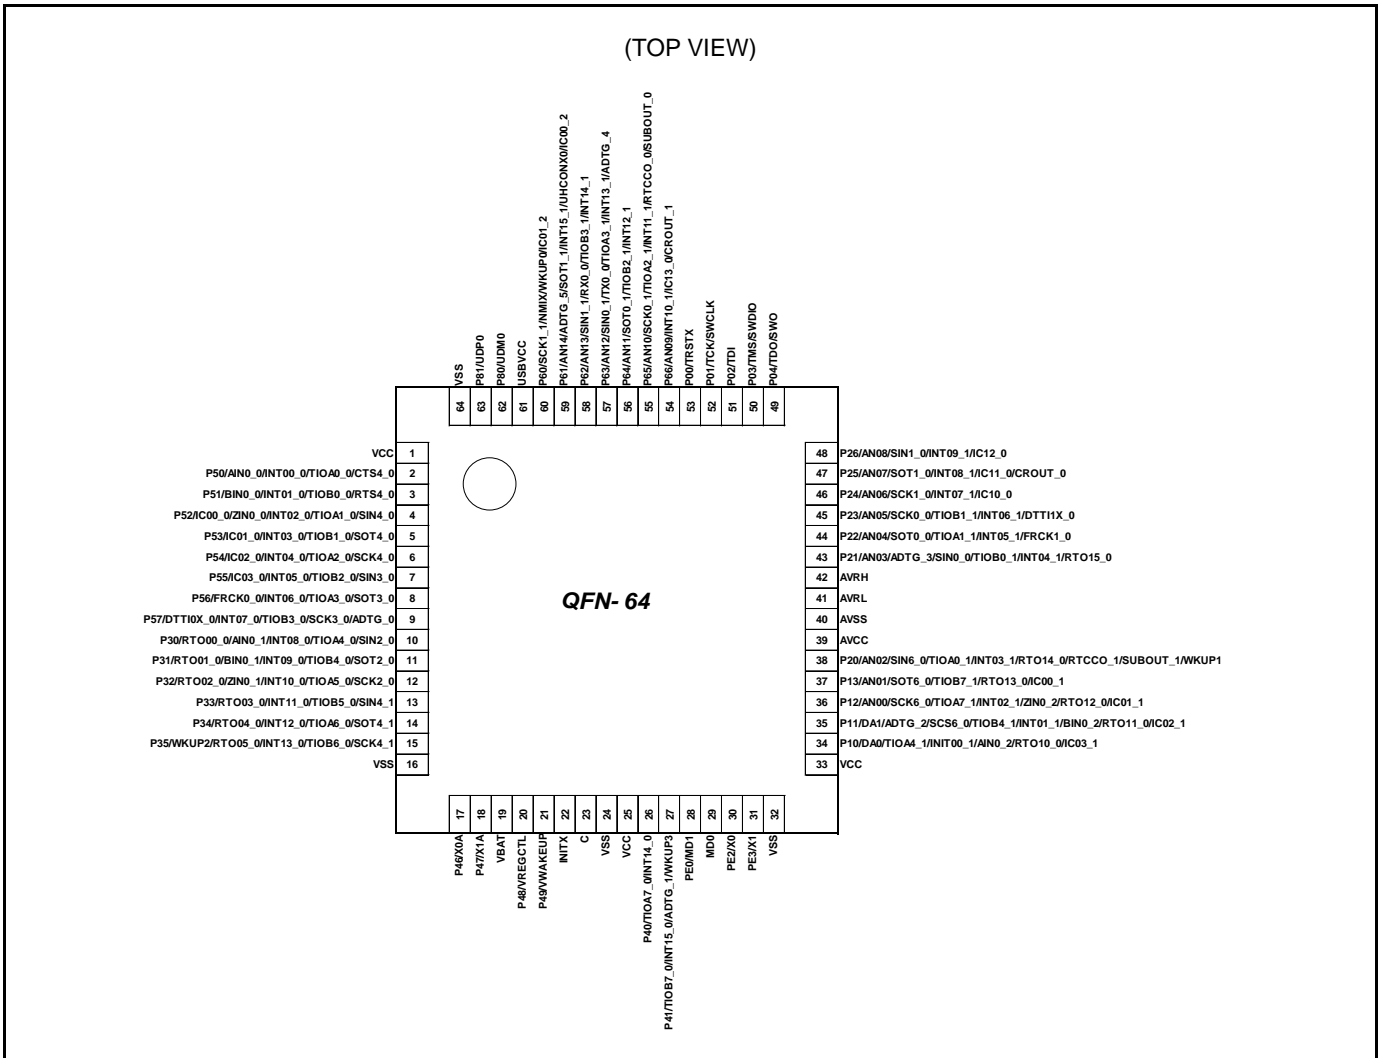 (TOP VIEW)
VSS
P81/UDP0
P80/UDM0
USBVCC
P60/SCK1_1/NMIX/WKUP0/IC01_2
P61/AN14/ADTG_5/SOT1_1/INT15_1/UHCONX0/IC00_2
P62/AN13/SIN1_1/RX0_0/TIOB3_1/INT14_1
P63/AN12/SIN0_1/TX0_0/TIOA3_1/INT13_1/ADTG_4
P64/AN11/SOT0_1/TIOB2_1/INT12_1
P65/AN10/SCK0_1/TIOA2_1/INT11_1/RTCCO_0/SUBOUT_0
P66/AN09/INT10_1/IC13_0/CROUT_1
P00/TRSTX
P01/TCK/SWCLK
P02/TDI
P03/TMS/SWDIO
P04/TDO/SWO
64
63
62
61
60
59
58
57
56
55
54
53
52
51
50
49
VCC 1
P50/AIN0_0/INT00_0/TIOA0_0/CTS4_0 2
P51/BIN0_0/INT01_0/TIOB0_0/RTS4_0 3
P52/IC00_0/ZIN0_0/INT02_0/TIOA1_0/SIN4_0 4
P53/IC01_0/INT03_0/TIOB1_0/SOT4_0 5
P54/IC02_0/INT04_0/TIOA2_0/SCK4_0 6
P55/IC03_0/INT05_0/TIOB2_0/SIN3_0 7
P56/FRCK0_0/INT06_0/TIOA3_0/SOT3_0 8
P57/DTTI0X_0/INT07_0/TIOB3_0/SCK3_0/ADTG_0 9
P30/RTO00_0/AIN0_1/INT08_0/TIOA4_0/SIN2_0 10
P31/RTO01_0/BIN0_1/INT09_0/TIOB4_0/SOT2_0 11
P32/RTO02_0/ZIN0_1/INT10_0/TIOA5_0/SCK2_0 12
P33/RTO03_0/INT11_0/TIOB5_0/SIN4_1 13
P34/RTO04_0/INT12_0/TIOA6_0/SOT4_1 14
P35/WKUP2/RTO05_0/INT13_0/TIOB6_0/SCK4_1 15
VSS 16
QFN- 64
48 P26/AN08/SIN1_0/INT09_1/IC12_0
47 P25/AN07/SOT1_0/INT08_1/IC11_0/CROUT_0
46 P24/AN06/SCK1_0/INT07_1/IC10_0
45 P23/AN05/SCK0_0/TIOB1_1/INT06_1/DTTI1X_0
44 P22/AN04/SOT0_0/TIOA1_1/INT05_1/FRCK1_0
43 P21/AN03/ADTG_3/SIN0_0/TIOB0_1/INT04_1/RTO15_0
42 AVRH
41 AVRL
40 AVSS
39 AVCC
38 P20/AN02/SIN6_0/TIOA0_1/INT03_1/RTO14_0/RTCCO_1/SUBOUT_1/WKUP1
37 P13/AN01/SOT6_0/TIOB7_1/RTO13_0/IC00_1
36 P12/AN00/SCK6_0/TIOA7_1/INT02_1/ZIN0_2/RTO12_0/IC01_1
35 P11/DA1/ADTG_2/SCS6_0/TIOB4_1/INT01_1/BIN0_2/RTO11_0/IC02_1
34 P10/DA0/TIOA4_1/INIT00_1/AIN0_2/RTO10_0/IC03_1
33 VCC
17
18
19
20
21
22
23
24
25
26
27
28
29
30
31
32
P46/X0A
P47/X1A
VBAT
P48/VREGCTL
P49/VWAKEUP
INITX
C
VSS
VCC
P40/TIOA7_0/INT14_0
P41/TIOB7_0/INT15_0/ADTG_1/WKUP3
PE0/MD1
MD0
PE2/X0
PE3/X1
VSS